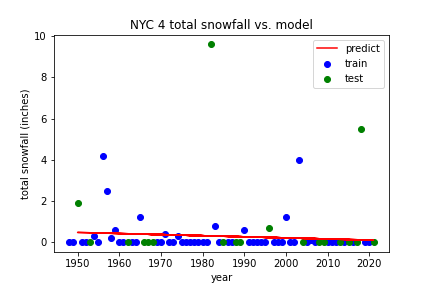 NYC 4 total snowfall vs. model
predict
train
test
total snowfall (inches)
10
8
6
4
2
0
1950 1960 1970 1980 1990 2000 2010 2020
year